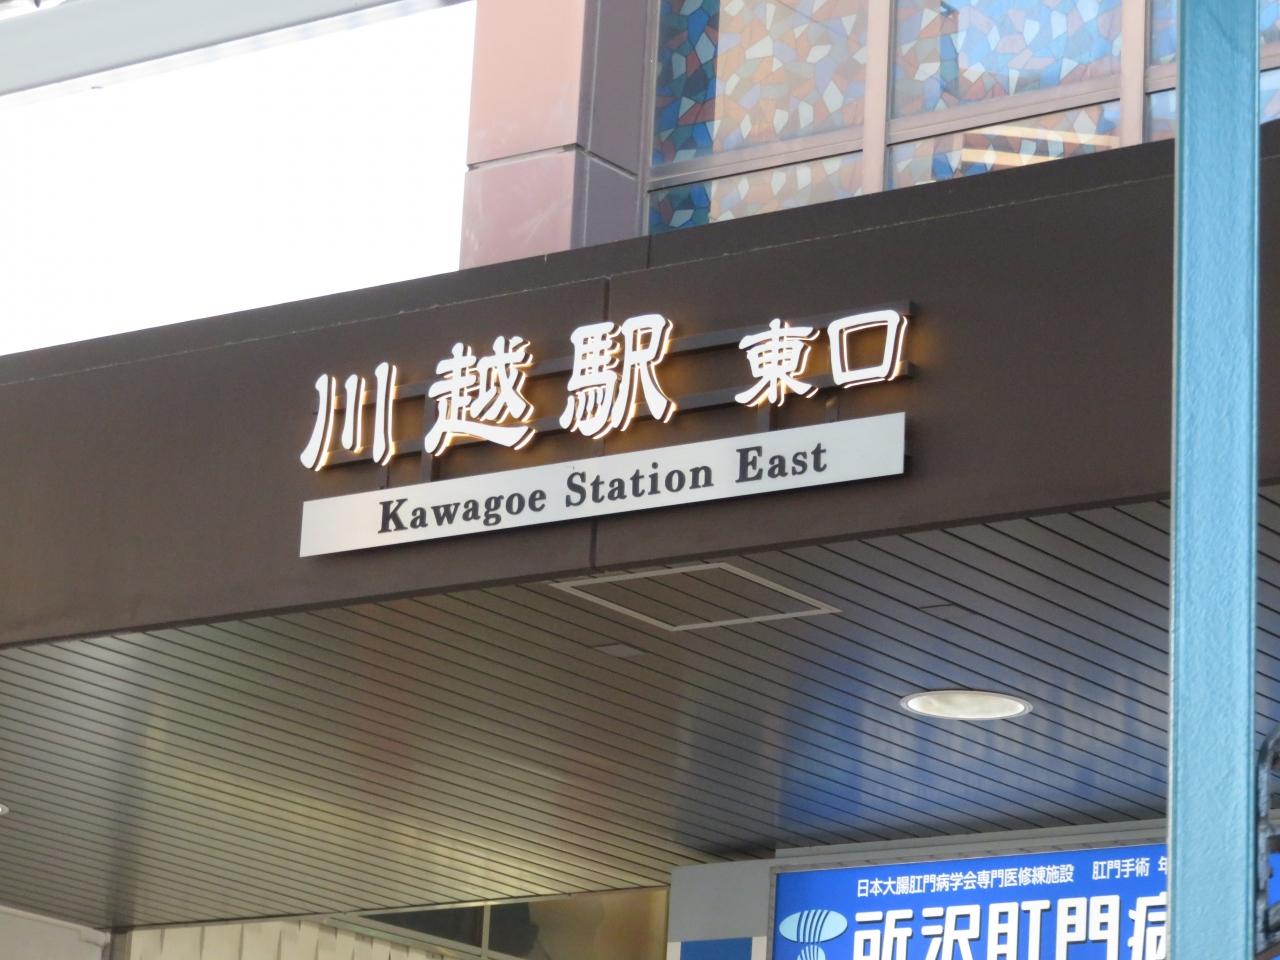 川越駅 東口
Kawagoe Station East
日本大腸肛門病学会専門医修練施設 肛門手術 年
所沢肛門病